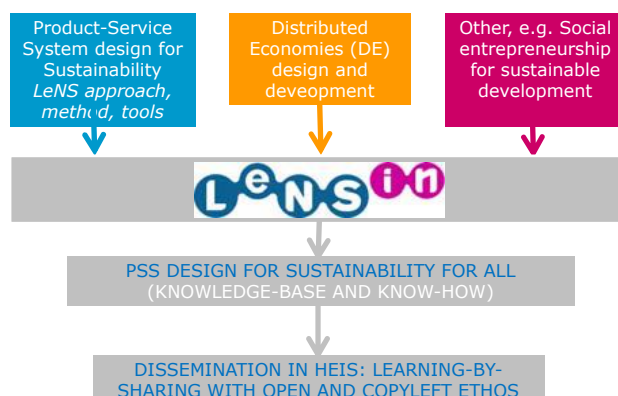 Product-Service
System design for
Sustainability
LeNS approach,
method, tools
Distributed
Economies (DE)
design and
deveopment
Other, e.g. Social
entrepreneurship
for sustainable
development
LeNSin
PSS DESIGN FOR SUSTAINABILITY FOR ALL
(KNOWLEDGE-BASE AND KNOW-HOW)
DISSEMINATION IN HEIS: LEARNING-BY-
SHARING WITH OPEN AND COPYLEFT ETHOS